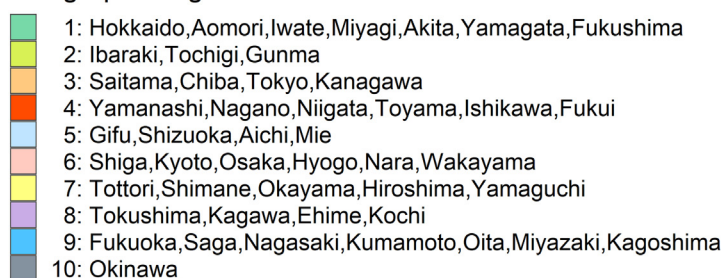 1: Hokkaido,Aomori,Iwate,Miyagi,Akita,Yamagata,Fukushima
2: Ibaraki,Tochigi,Gunma
3: Saitama,Chiba,Tokyo,Kanagawa
4: Yamanashi,Nagano,Niigata,Toyama,Ishikawa,Fukui
5: Gifu,Shizuoka,Aichi,Mie
6: Shiga,Kyoto,Osaka,Hyogo,Nara,Wakayama
7: Tottori,Shimane,Okayama,Hiroshima,Yamaguchi
8: Tokushima,Kagawa,Ehime,Kochi
9: Fukuoka,Saga,Nagasaki,Kumamoto,Oita,Miyazaki,Kagoshima
10: Okinawa